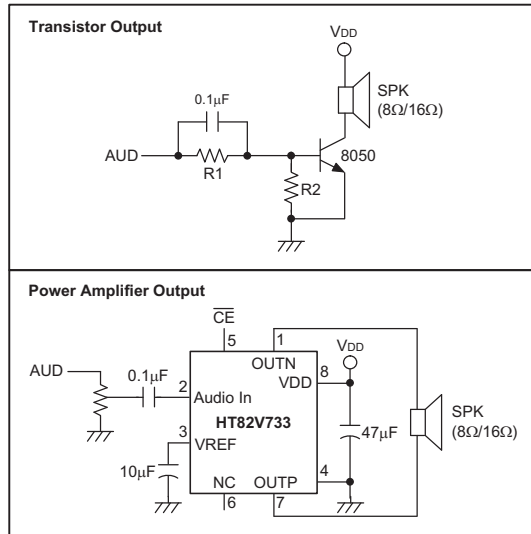 Transistor Output
VDD
SPK
(8Ω/16Ω)
0.1μF
AUD
R1
8050
R2
Power Amplifier Output
CE
5
1
OUTN
VDD
8
VDD
AUD
0.1μF
2
Audio In
HT82V733
3
VREF
47μF
SPK
(8Ω/16Ω)
10μF
NC
OUTP
4
6
7